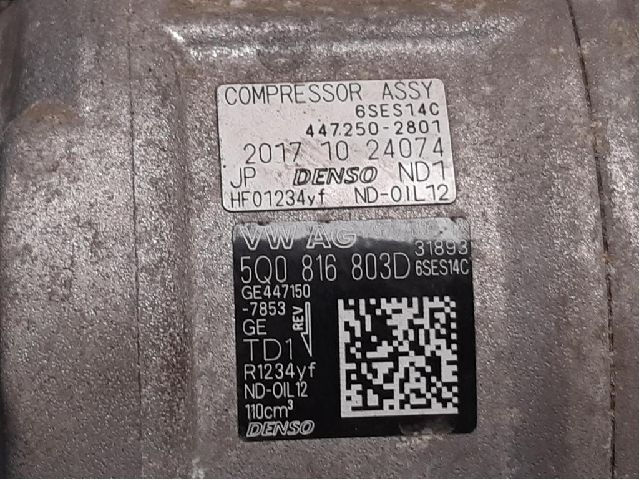 COMPRESSOR ASSY
6SES14C
447250-2801
2017 10 24074
JP DENSO ND1
HFO1234yf ND-OIL12
VW AG 31893
5Q0 816 803D 6SES14C
GE447150
-7853
GE REV
TD1
R1234yf
ND-OIL12
110cm³
DENSO